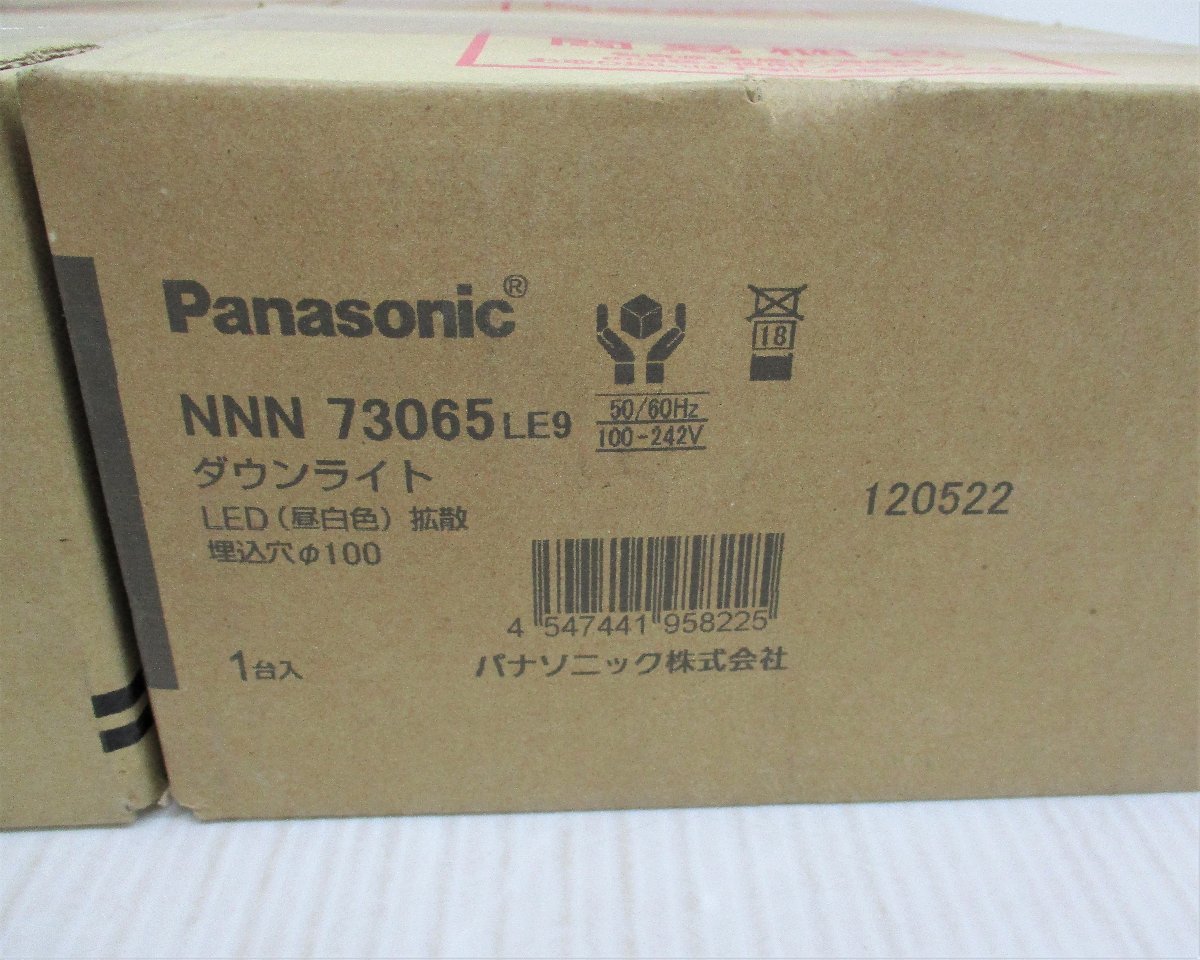 Panasonic®
18
NNN 73065 LE9
50/60Hz
100-242V
ダウンライト
LED(昼白色) 拡散
埋込穴φ100
120522
4 547441 958225
1台入
パナソニック株式会社